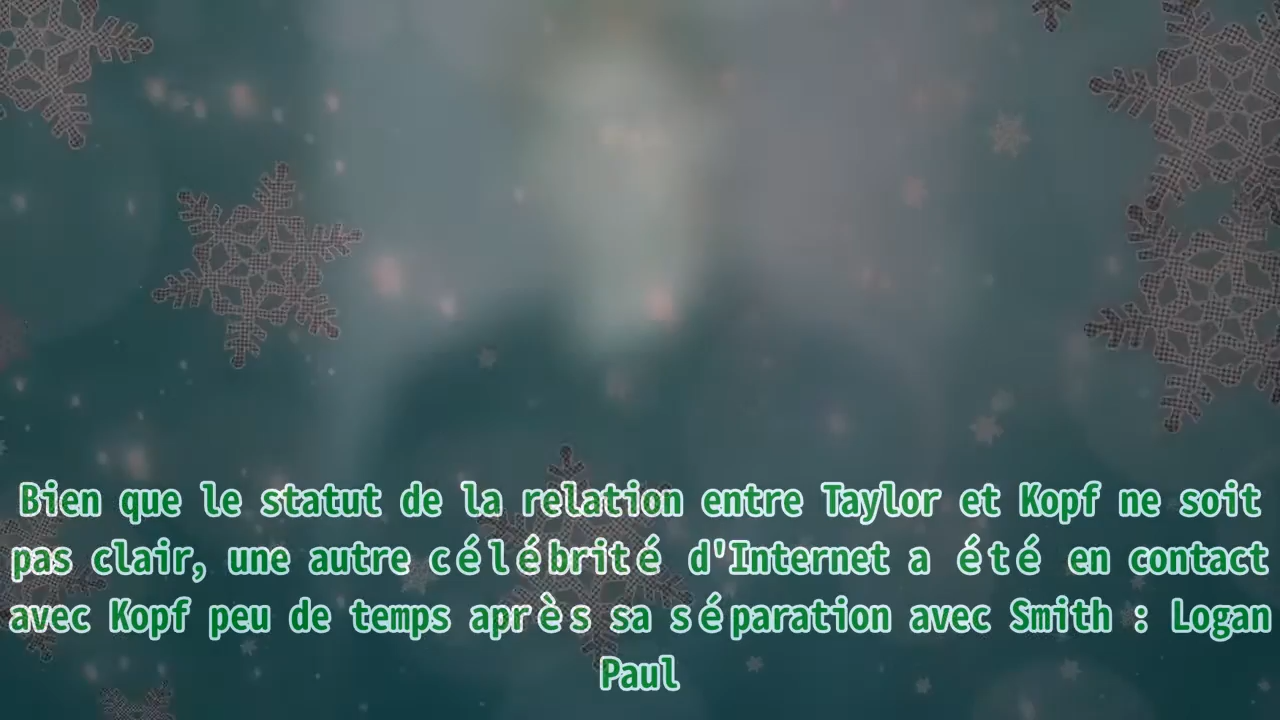 Bien que le statut de la relation entre Taylor et Kopf ne soit
pas clair, une autre célébrité d'Internet a été en contact
avec Kopf peu de temps après sa séparation avec Smith : Logan
Paul